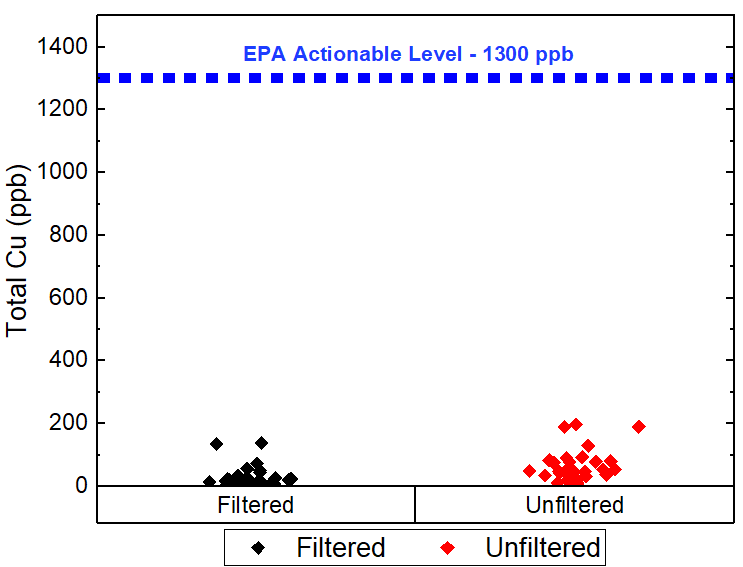 EPA Actionable Level - 1300 ppb
Total Cu (ppb)
1400
1200
1000
800
600
400
200
0
Filtered Unfiltered
Filtered Unfiltered